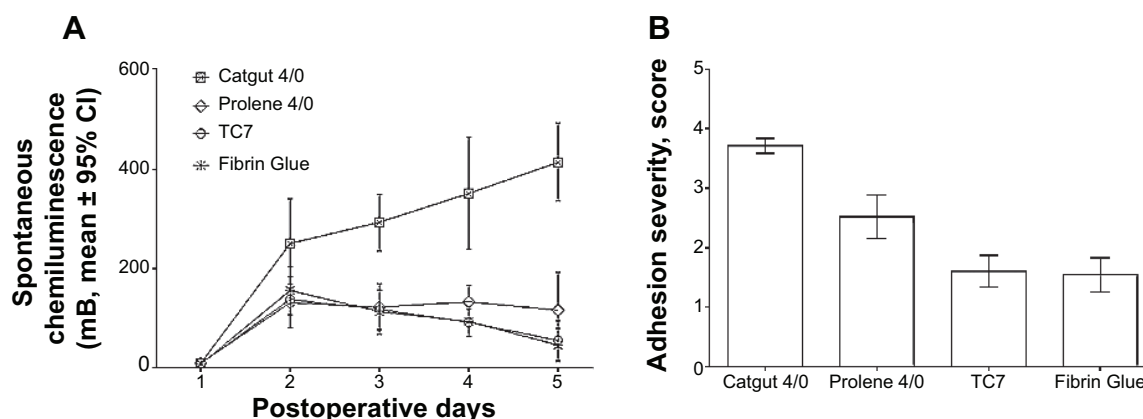 A
Spontaneous
chemiluminescence
(mB, mean ± 95% CI)
600
400
200
0
Catgut 4/0
Prolene 4/0
TC7
Fibrin Glue
1 2 3 4 5
Postoperative days
B
Adhesion severity, score
5
4
3
2
1
0
Catgut 4/0 Prolene 4/0 TC7 Fibrin Glue